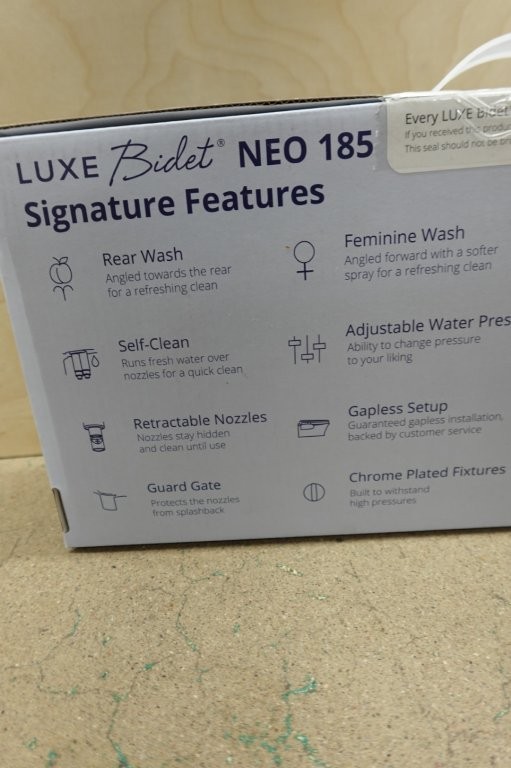 LUXE Bidet® NEO 185
Signature Features
Every LUXE Bidet
If you received this
This seal should not be
Rear Wash
Angled towards the rear
for a refreshing clean
Feminine Wash
Angled forward with a softer
spray for a refreshing clean
Self-Clean
Runs fresh water over
nozzles for a quick clean
Adjustable Water Pres
Ability to change pressure
to your liking
Retractable Nozzles
Nozzles stay hidden
and clean until use
Gapless Setup
Guaranteed gapless installation,
backed by customer service
Guard Gate
Protects the nozzles
from splashback
Chrome Plated Fixtures
Built to withstand
high pressures